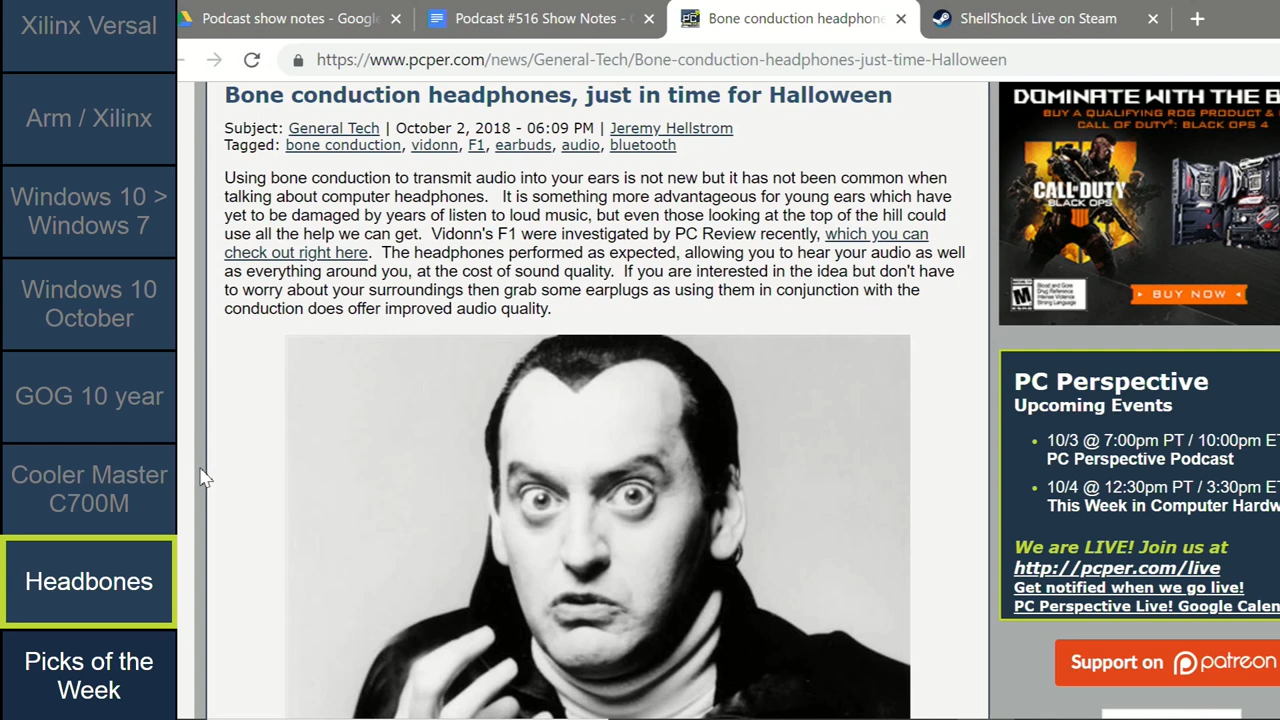 Xilinx Versal
Arm / Xilinx
Windows 10 >
Windows 7
Windows 10
October
GOG 10 year
Cooler Master
C700M
Headbones
Picks of the
Week
Podcast show notes - Google
Podcast #516 Show Notes -
Bone conduction headphone
ShellShock Live on Steam
https://www.pcper.com/news/General-Tech/Bone-conduction-headphones-just-time-Halloween
Bone conduction headphones, just in time for Halloween
Subject: General Tech | October 2, 2018 - 06:09 PM | Jeremy Hellstrom
Tagged: bone conduction, vidonn, F1, earbuds, audio, bluetooth
Using bone conduction to transmit audio into your ears is not new but it has not been common when
talking about computer headphones. It is something more advantageous for young ears which have
yet to be damaged by years of listen to loud music, but even those looking at the top of the hill could
use all the help we can get. Vidonn's F1 were investigated by PC Review recently, which you can
check out right here. The headphones performed as expected, allowing you to hear your audio as well
as everything around you, at the cost of sound quality. If you are interested in the idea but don't have
to worry about your surroundings then grab some earplugs as using them in conjunction with the
conduction does offer improved audio quality.
DOMINATE WITH THE B
BUY A QUALIFYING ROG PRODUCT &
CALL OF DUTY®: BLACK OPS 4
CALL OF DUTY
BLACK OPS
IIII
M
Blood and Gore
Drug Reference
Intense Violence
Strong Language
BUY NOW
PC Perspective
Upcoming Events
10/3 @ 7:00pm PT / 10:00pm ET
PC Perspective Podcast
10/4 @ 12:30pm PT / 3:30pm ET
This Week in Computer Hardw
We are LIVE! Join us at
http://pcper.com/live
Get notified when we go live!
PC Perspective Live! Google Calen
Support on patreon